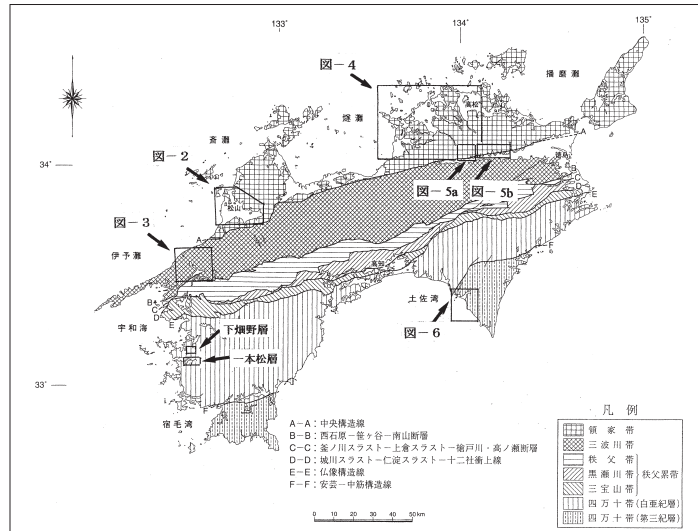 133°
134°
135°
図－4
播磨灘
高松
燧灘
A
斎灘
34°
徳島
図－2
図－5a
図－5b
松山
図－3
A
伊予灘
高知
土佐湾
F
B
C
D
E
宇和海
図－6
下畑野層
一本松層
33°
F
宿毛湾
A－A：中央構造線
B－B：西石原－笹ヶ谷－南山断層
C－C：釜ノ川スラスト－上倉スラスト－槍戸川・高ノ瀬断層
D－D：城川スラスト－仁淀スラスト－十二社衝上線
E－E：仏像構造線
F－F：安芸－中筋構造線
0 10 20 30 40 50km
凡例
領家帯
三波川帯
秩父帯
黒瀬川帯
三宝山帯
秩父累帯
四万十帯(白亜紀層)
四万十帯(第三紀層)